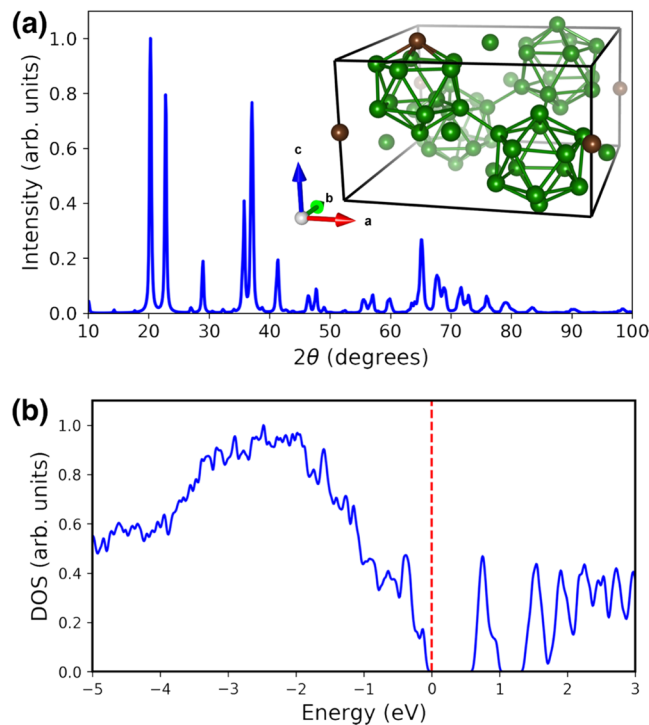 (a)
1.0
0.8
0.6
0.4
0.2
0.0
Intensity (arb. units)
c
b
a
10 20 30 40 50 60 70 80 90 100
2θ (degrees)
(b)
1.0
0.8
0.6
0.4
0.2
0.0
DOS (arb. units)
−5 −4 −3 −2 −1 0 1 2 3
Energy (eV)